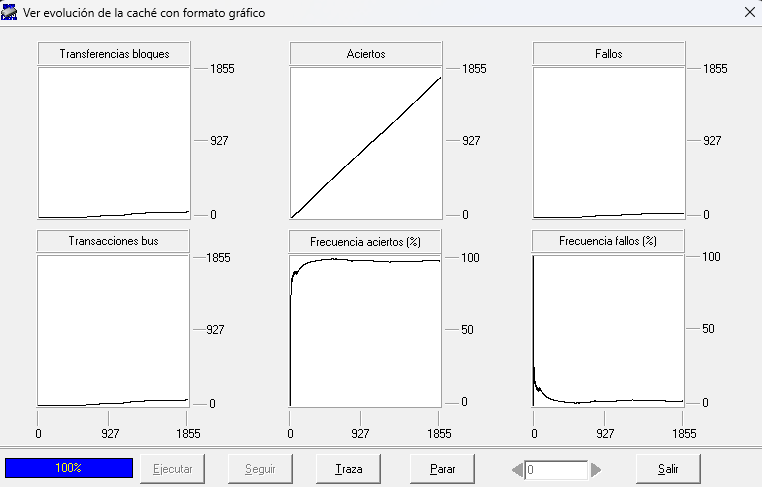 Ver evolución de la caché con formato gráfico
Transferencias bloques
1855
927
0
Aciertos
1855
927
0
Fallos
1855
927
0
Transacciones bus
1855
927
0
0 927 1855
Frecuencia aciertos (%)
100
50
0
0 927 1855
Frecuencia fallos (%)
100
50
0
0 927 1855
100% Ejecutar Seguir Traza Parar 0 Salir